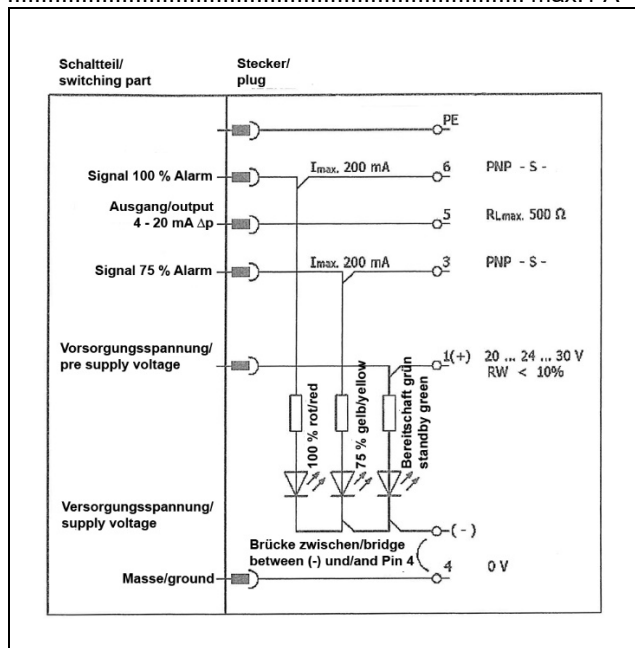 Schaltteil/
switching part
Stecker/
plug
PE
Signal 100 % Alarm
Imax. 200 mA
6
PNP - S -
Ausgang/output
4 - 20 mA Δp
5
RLmax. 500 Ω
Signal 75 % Alarm
Imax. 200 mA
3
PNP - S -
Vorsorgungsspannung/
pre supply voltage
1(+)
20 ... 24 ... 30 V
RW < 10%
100 % rot/red
75 % gelb/yellow
Bereitschaft grün
standby green
Versorgungsspannung/
supply voltage
(-)
Brücke zwischen/bridge
between (-) und/and Pin 4
Masse/ground
4
0 V